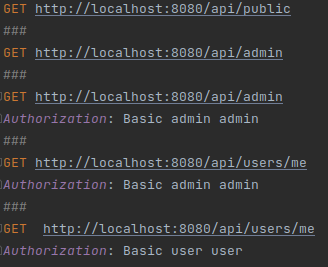 GET http://localhost:8080/api/public
###
GET http://localhost:8080/api/admin
###
GET http://localhost:8080/api/admin
Authorization: Basic admin admin
###
GET http://localhost:8080/api/users/me
Authorization: Basic admin admin
###
GET  http://localhost:8080/api/users/me
Authorization: Basic user user